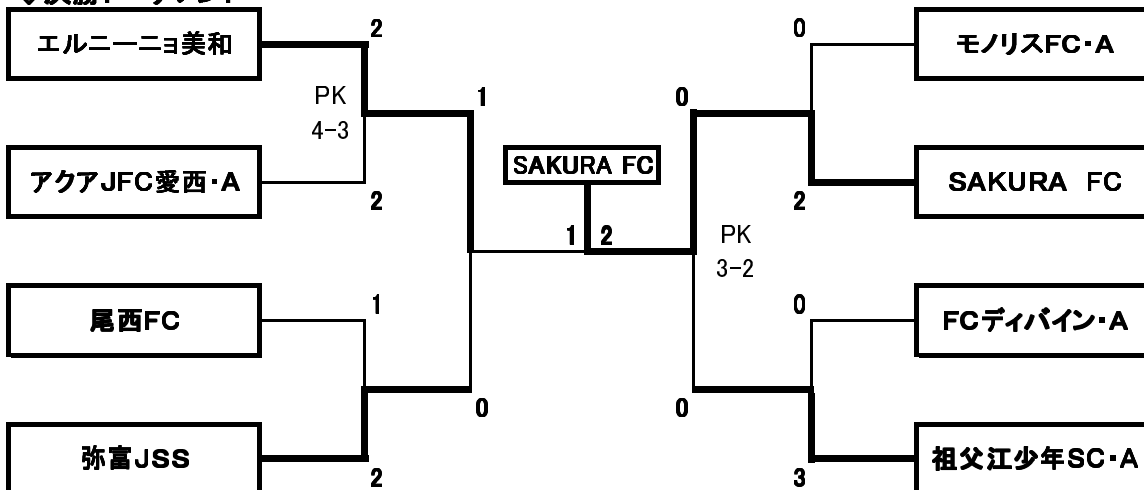 エルニーニョ美和
2
0
モノリスFC・A
PK
4-3
1
0
アクアJFC愛西・A
2
SAKURA FC
2
SAKURA FC
1
2
PK
3-2
尾西FC
1
0
FCディバイン・A
0
0
弥富JSS
2
3
祖父江少年SC・A